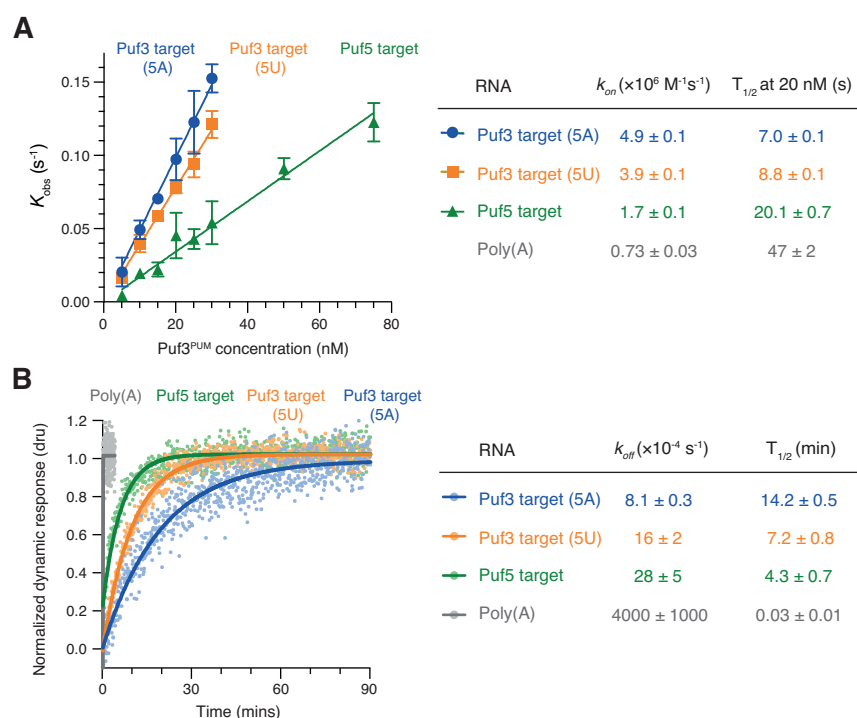 A
Puf3 target
(5A)
Puf3 target
(5U)
Puf5 target
0.15
0.10
0.05
0.00
K_obs (s⁻¹)
0 20 40 60 80
Puf3^PUM concentration (nM)
RNA k_on (×10⁶ M⁻¹s⁻¹) T_1/2 at 20 nM (s)
Puf3 target (5A) 4.9 ± 0.1 7.0 ± 0.1
Puf3 target (5U) 3.9 ± 0.1 8.8 ± 0.1
Puf5 target 1.7 ± 0.1 20.1 ± 0.7
Poly(A) 0.73 ± 0.03 47 ± 2
B
Poly(A)
Puf5 target
Puf3 target
(5U)
Puf3 target
(5A)
1.2
1.0
0.8
0.6
0.4
0.2
0.0
Normalized dynamic response (dru)
0 30 60 90
Time (mins)
RNA k_off (×10⁻⁴ s⁻¹) T_1/2 (min)
Puf3 target (5A) 8.1 ± 0.3 14.2 ± 0.5
Puf3 target (5U) 16 ± 2 7.2 ± 0.8
Puf5 target 28 ± 5 4.3 ± 0.7
Poly(A) 4000 ± 1000 0.03 ± 0.01